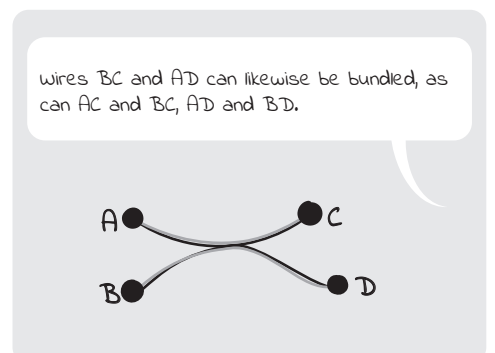 wires BC and AD can likewise be bundled, as
can AC and BC, AD and BD.
A
C
B
D